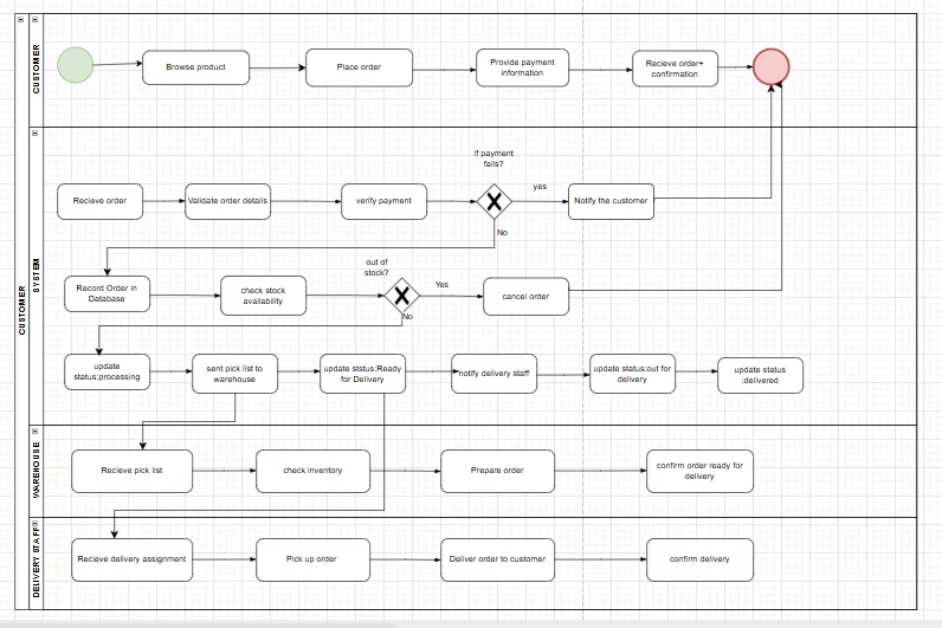 CUSTOMER
CUSTOMER
Browse product
Place order
Provide payment
information
Recieve order+
confirmation
SYSTEM
if payment
fails?
Recieve order
Validate order details
verify payment
yes
Notify the customer
No
out of
stock?
Record Order in
Database
check stock
availability
Yes
cancel order
No
update
status:processing
sent pick list to
warehouse
update ststus:Ready
for Delivery
notify delivery staff
update status:out for
delivery
update status
:delivered
WAREHOUSE
Recieve pick list
check inventory
Prepare order
confirm order ready for
delivery
DELIVERY STAFF
Recieve delivery assignment
Pick up order
Deliver order to customer
confirm delivery